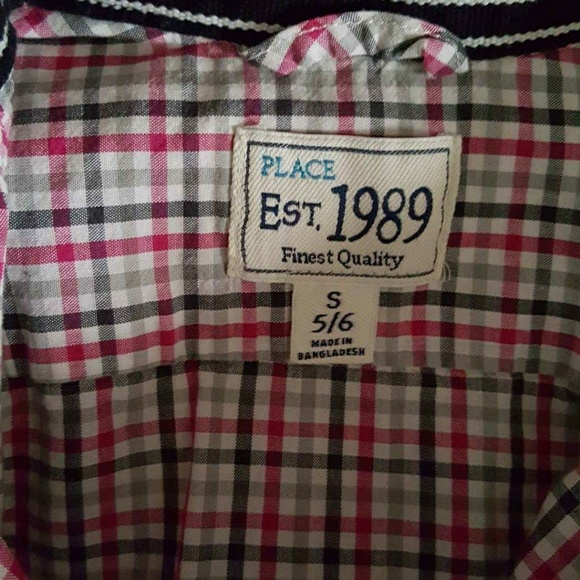 PLACE
EST. 1989
Finest Quality
S
5/6
MADE IN
BANGLADESH